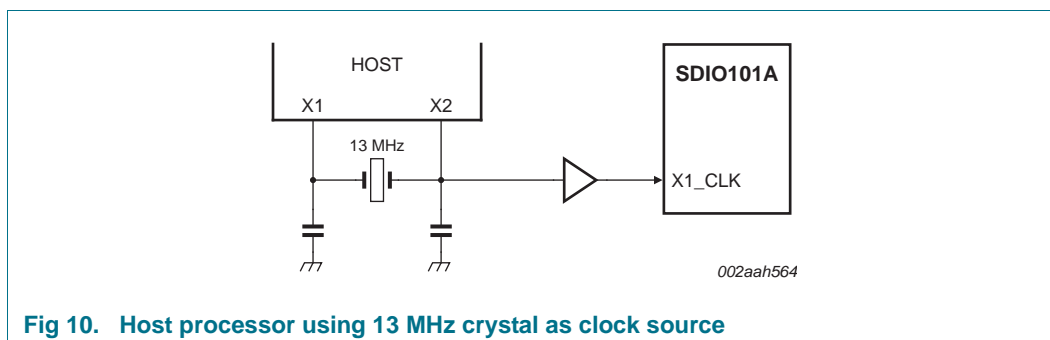 HOST
X1 X2
13 MHz
SDIO101A
X1_CLK
002aah564
Fig 10. Host processor using 13 MHz crystal as clock source